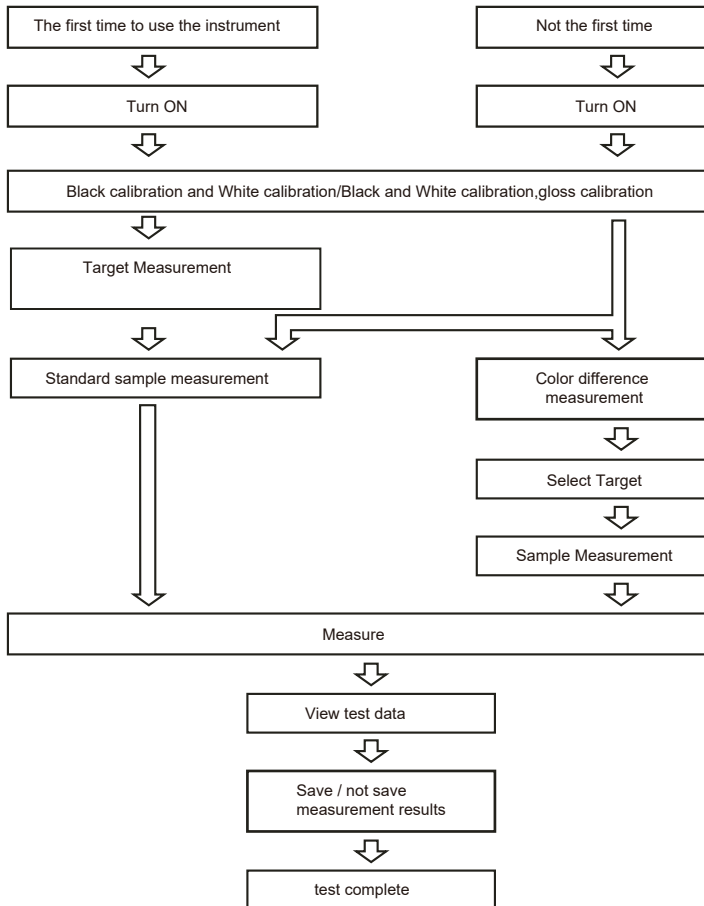 The first time to use the instrument
Not the first time
Turn ON
Turn ON
Black calibration and White calibration/Black and White calibration,gloss calibration
Target Measurement
Standard sample measurement
Color difference
measurement
Select Target
Sample Measurement
Measure
View test data
Save / not save
measurement results
test complete